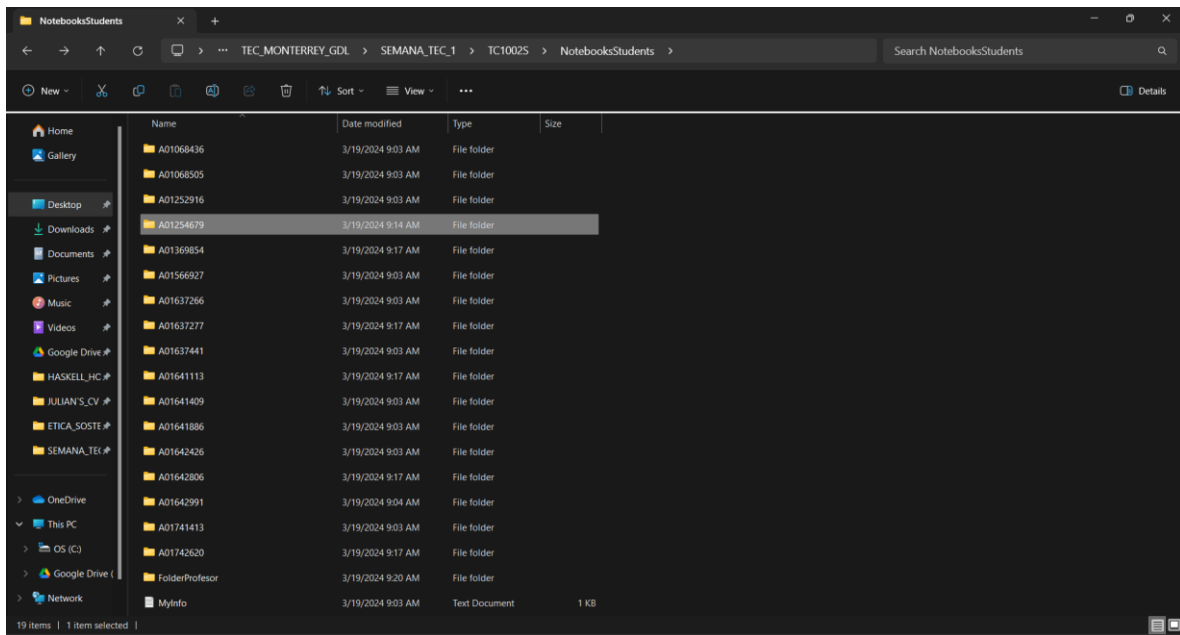 NotebooksStudents
TEC_MONTERREY_GDL > SEMANA_TEC_1 > TC1002S > NotebooksStudents >
Search NotebooksStudents
New Sort View ... Details
Name Date modified Type Size
Home
Gallery
Desktop
Downloads
Documents
Pictures
Music
Videos
Google Drive
HASKELL_HC
JULIAN'S_CV
ETICA_SOSTE
SEMANA_TEC
OneDrive
This PC
OS (C:)
Google Drive (
Network
A01068436 3/19/2024 9:03 AM File folder
A01068505 3/19/2024 9:03 AM File folder
A01252916 3/19/2024 9:03 AM File folder
A01254679 3/19/2024 9:14 AM File folder
A01369854 3/19/2024 9:17 AM File folder
A01566927 3/19/2024 9:03 AM File folder
A01637266 3/19/2024 9:03 AM File folder
A01637277 3/19/2024 9:17 AM File folder
A01637441 3/19/2024 9:03 AM File folder
A01641113 3/19/2024 9:17 AM File folder
A01641409 3/19/2024 9:03 AM File folder
A01641886 3/19/2024 9:03 AM File folder
A01642426 3/19/2024 9:03 AM File folder
A01642806 3/19/2024 9:17 AM File folder
A01642991 3/19/2024 9:04 AM File folder
A01741413 3/19/2024 9:03 AM File folder
A01742620 3/19/2024 9:17 AM File folder
FolderProfesor 3/19/2024 9:20 AM File folder
MyInfo 3/19/2024 9:03 AM Text Document 1 KB
19 items | 1 item selected |